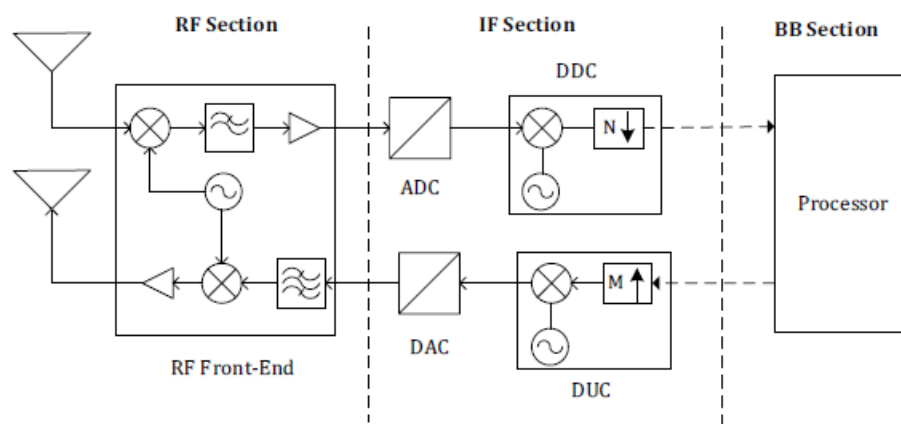 RF Section
IF Section
BB Section
DDC
N
ADC
Processor
M
DAC
RF Front-End
DUC